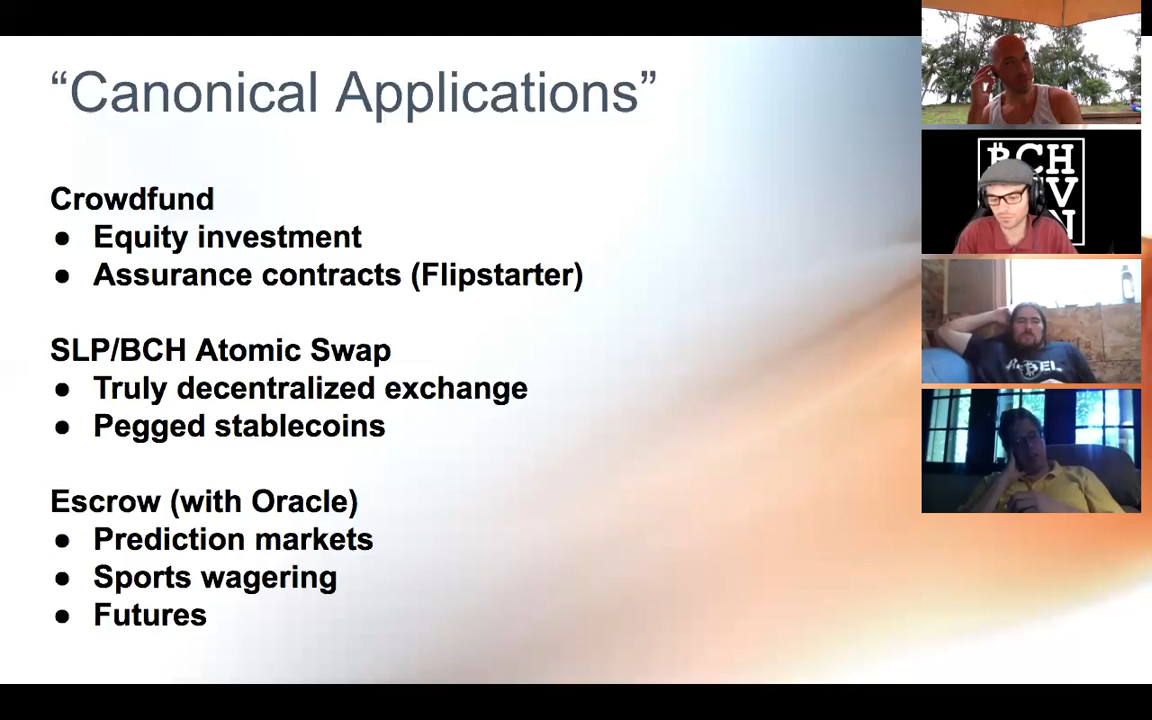 “Canonical Applications”
Crowdfund
● Equity investment
● Assurance contracts (Flipstarter)
SLP/BCH Atomic Swap
● Truly decentralized exchange
● Pegged stablecoins
Escrow (with Oracle)
● Prediction markets
● Sports wagering
● Futures
BCH